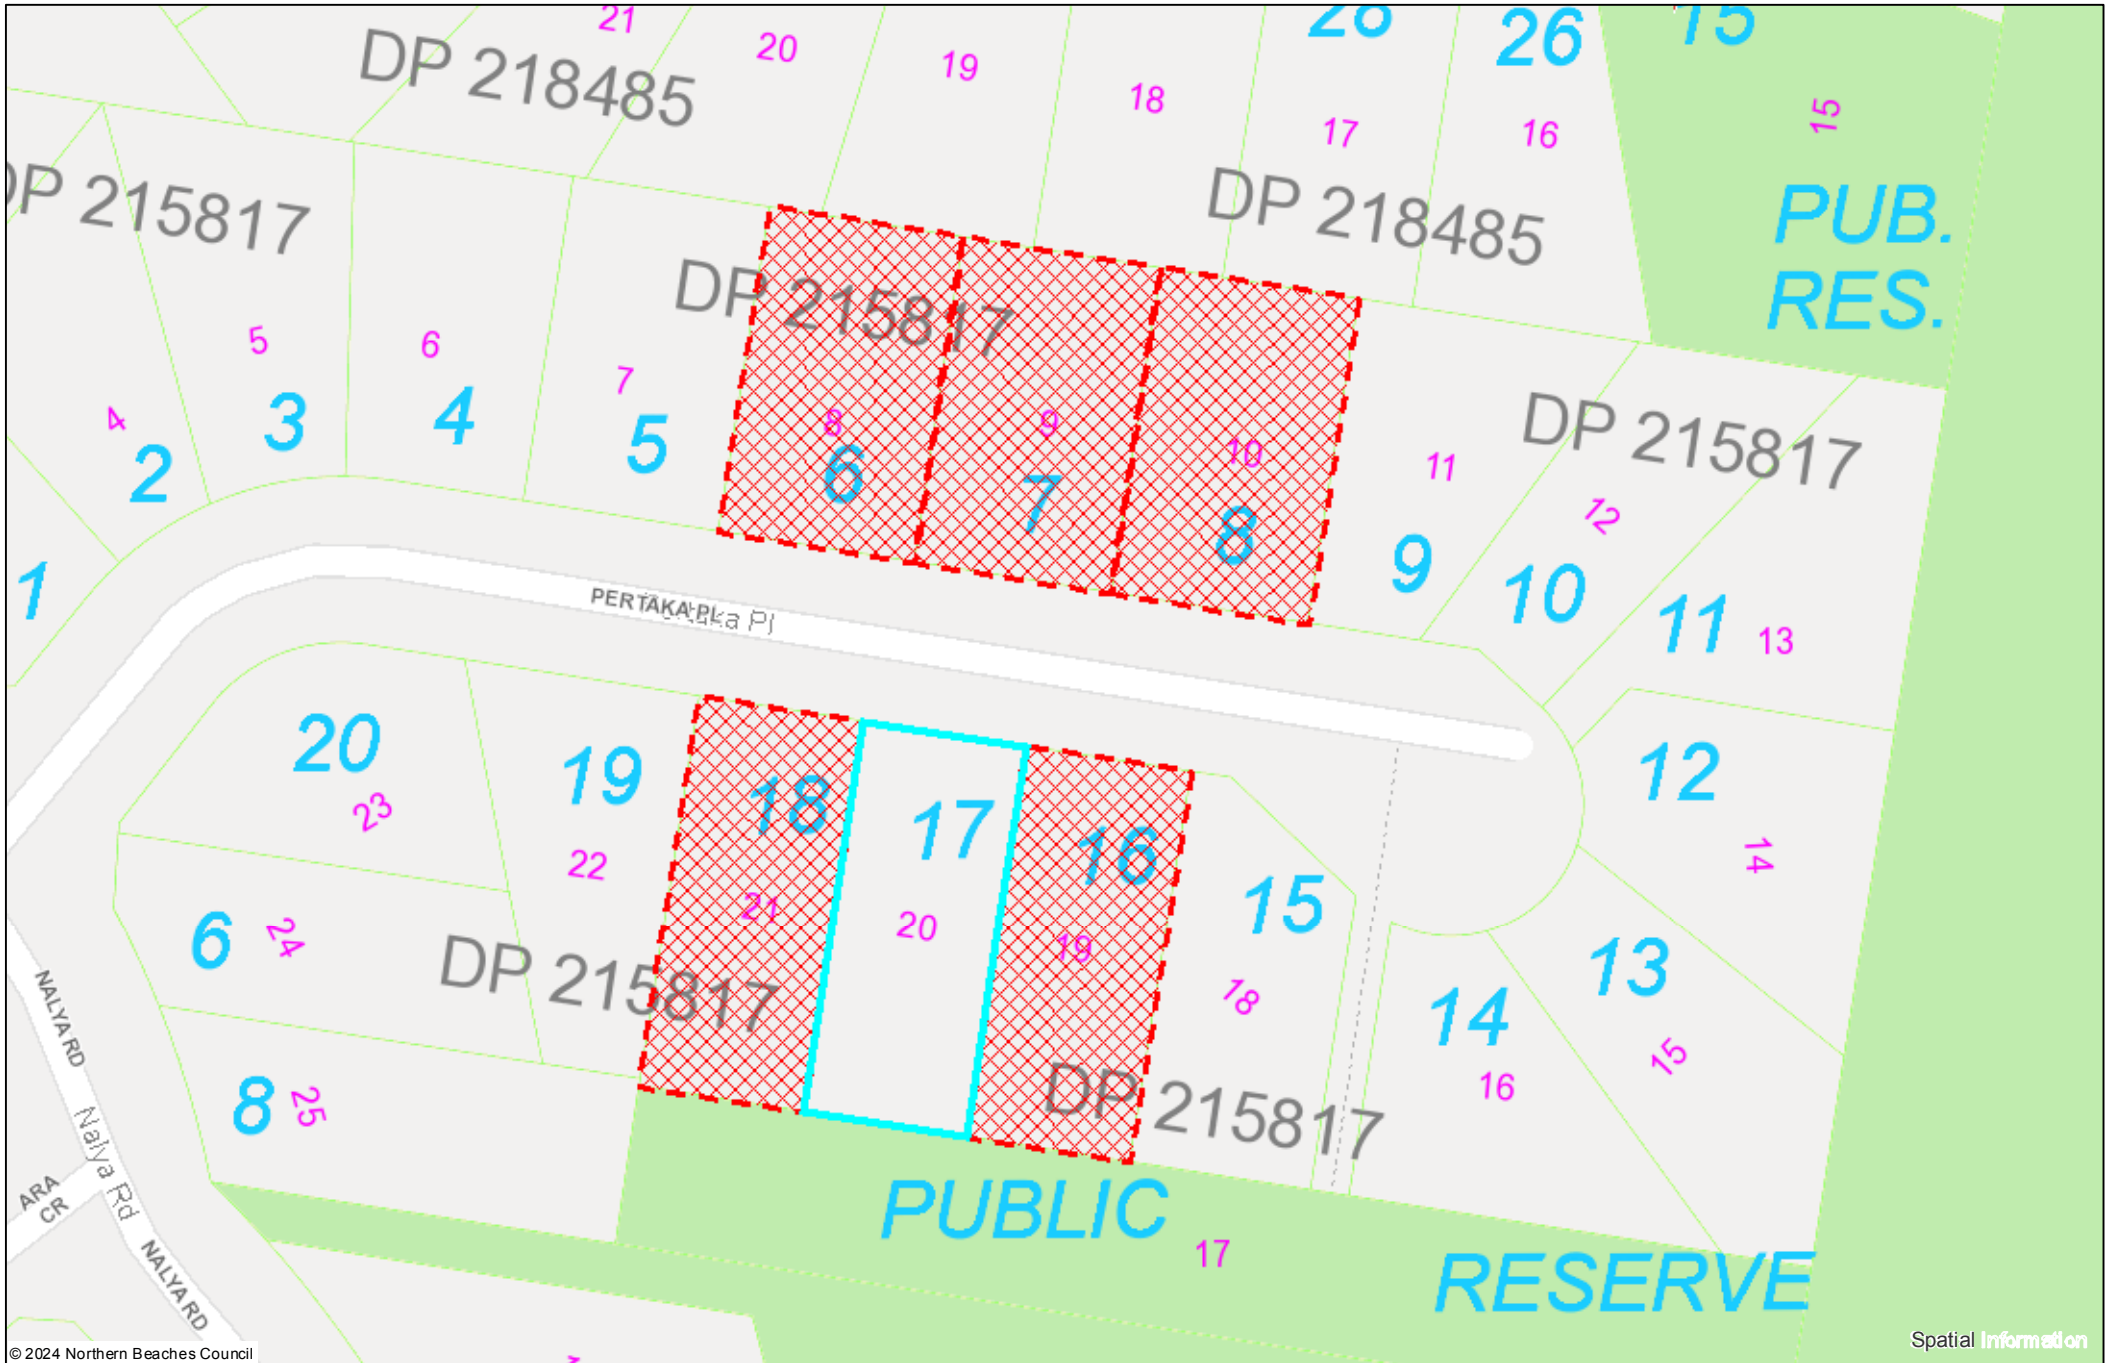 21
20
19
18
17
16
28
26
15
15
DP 218485
DP 218485
PUB.
RES.
DP 215817
DP 215817
DP 215817
4
2
5
3
6
4
7
5
8
6
9
7
10
8
11
9
12
10
11
13
1
PERTAKA PL
20
23
19
22
18
21
17
20
16
19
15
18
12
14
13
15
14
16
6
24
8
25
DP 215817
DP 215817
NALYA RD
Nalya Rd
NALYA RD
ARA
CR
PUBLIC
17
RESERVE
© 2024 Northern Beaches Council
Spatial Information